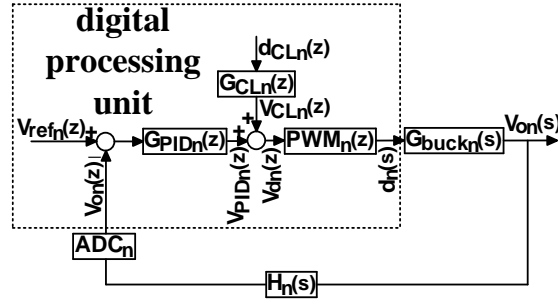 digital
processing
unit
dCLn(z)
GCLn(z)
VCLn(z)
Vrefn(z)
+
−
GPIDn(z)
+
+
PWMn(z)
Gbuckn(s)
Von(s)
Von(z)
VPIDn(z)
Vdn(z)
dn(s)
ADCn
Hn(s)